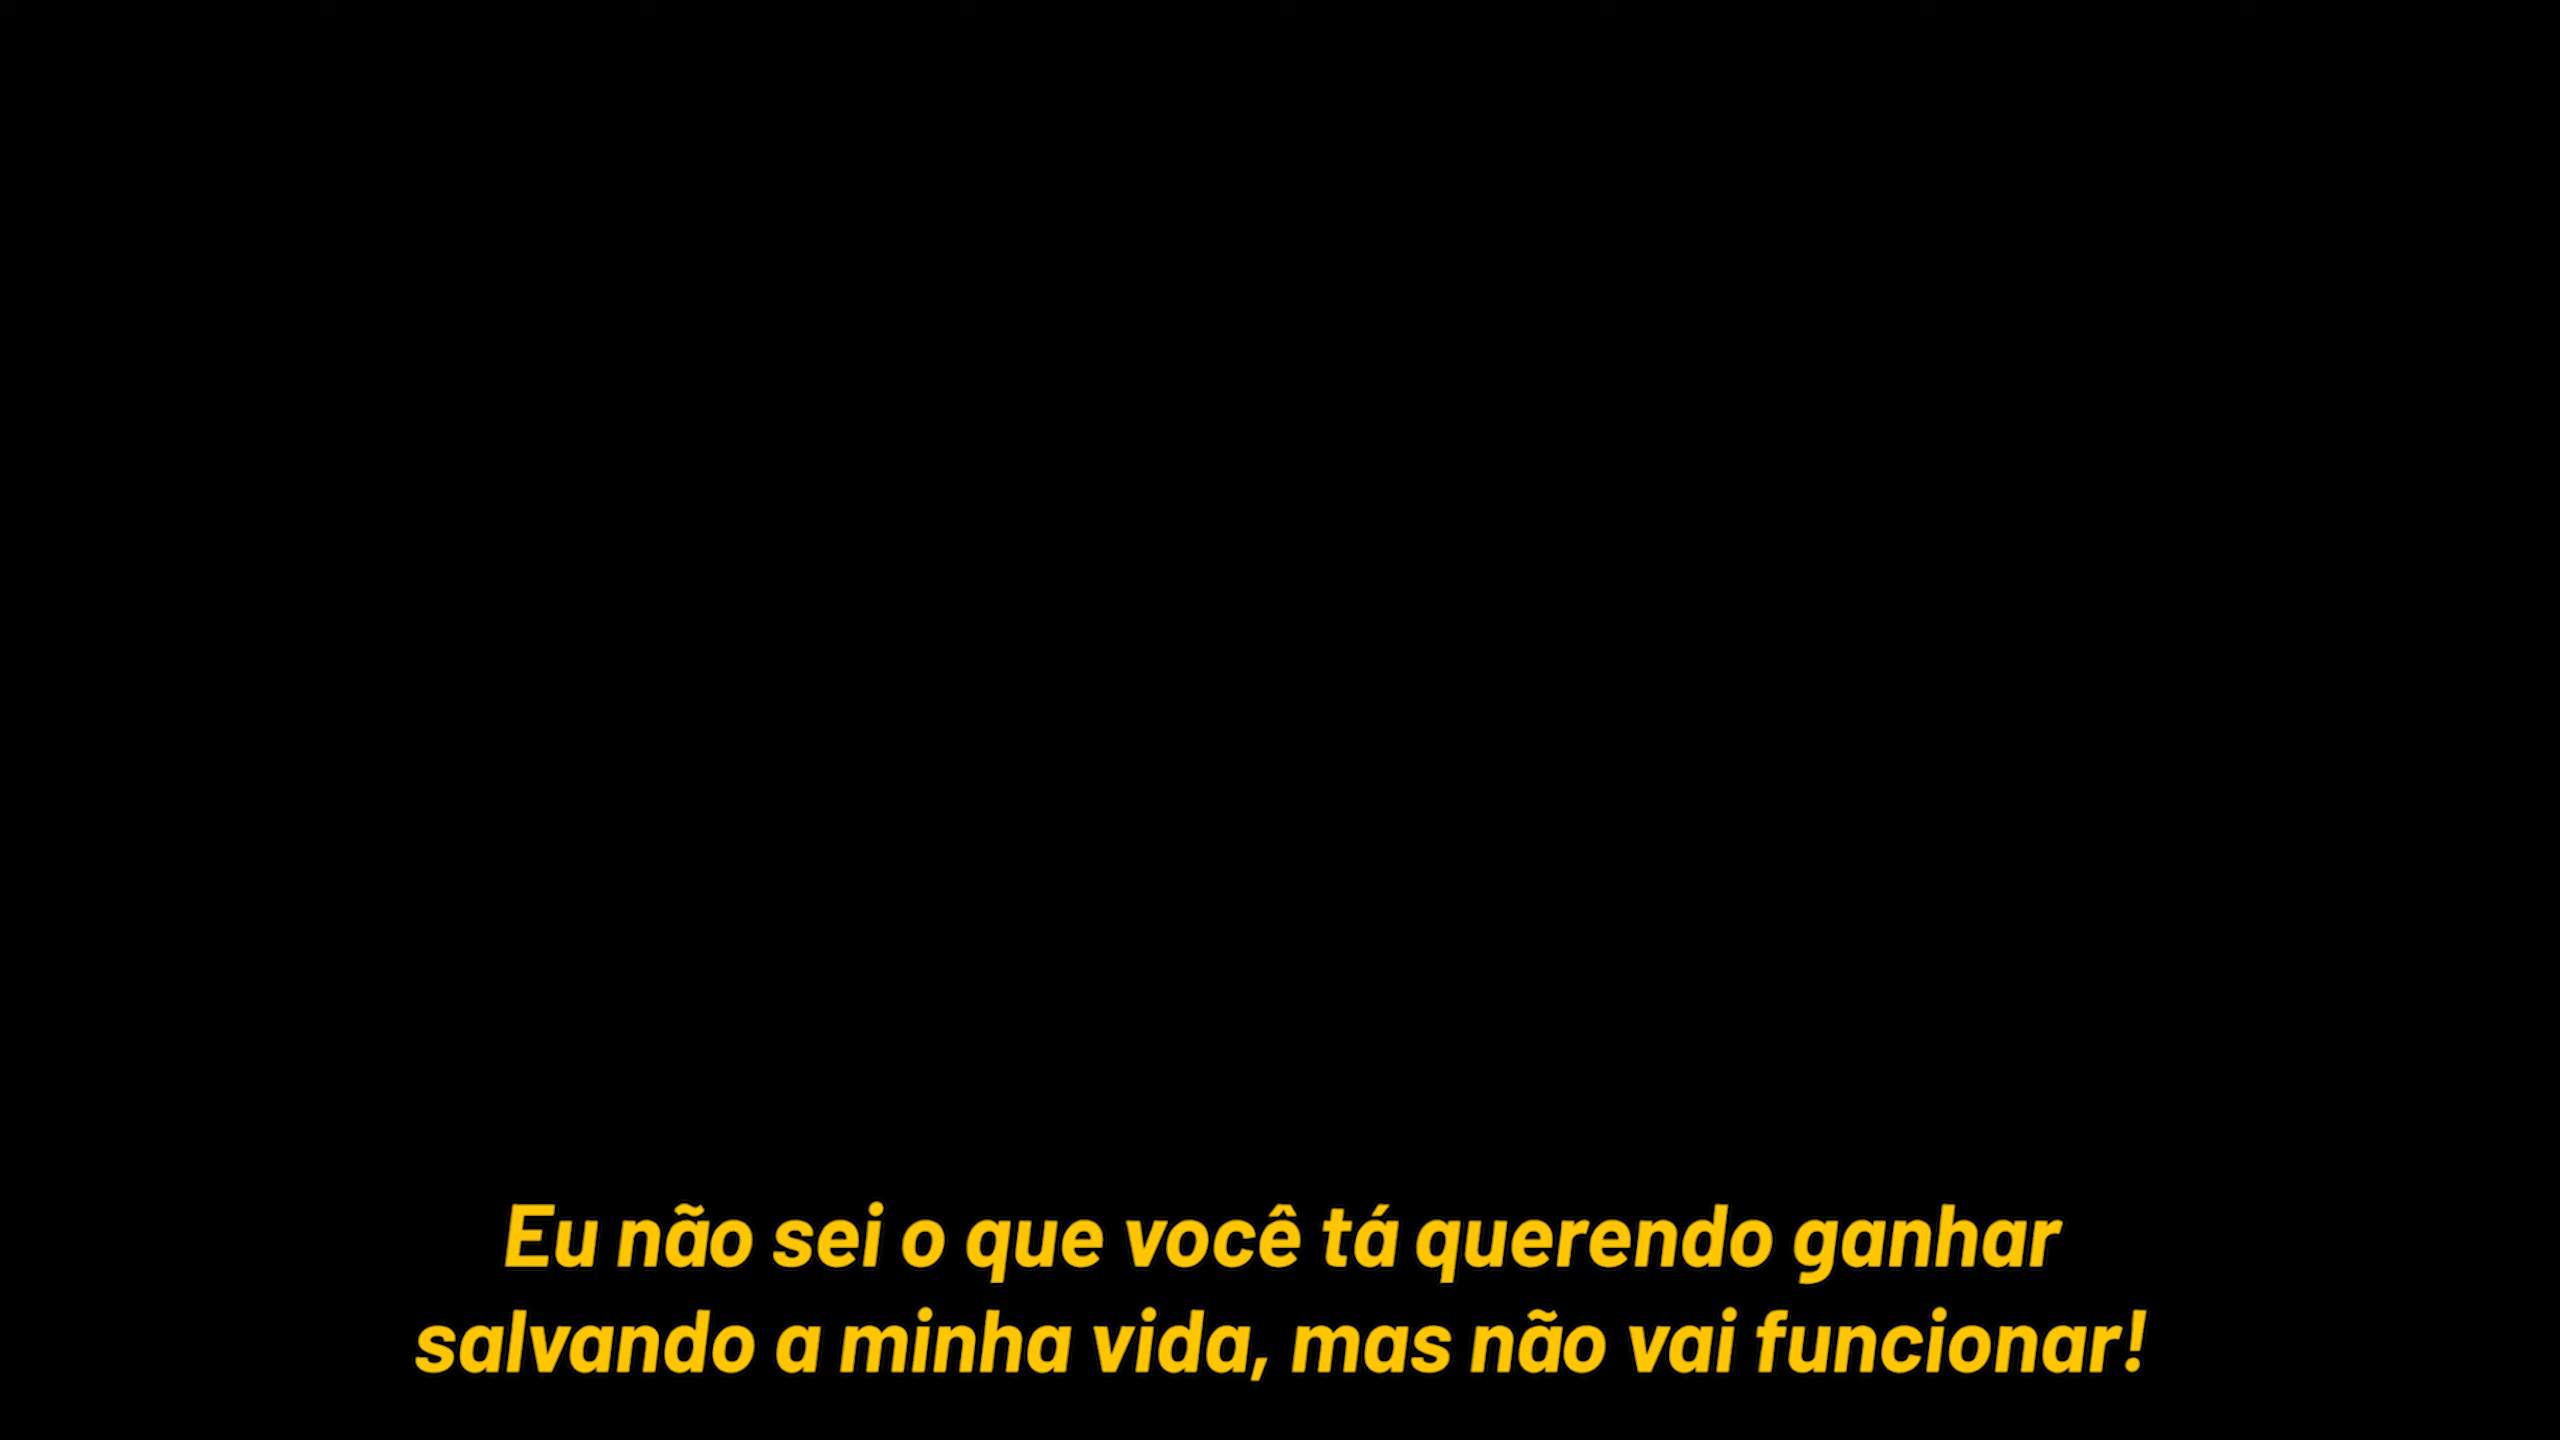 Eu não sei o que você tá querendo ganhar
salvando a minha vida, mas não vai funcionar!